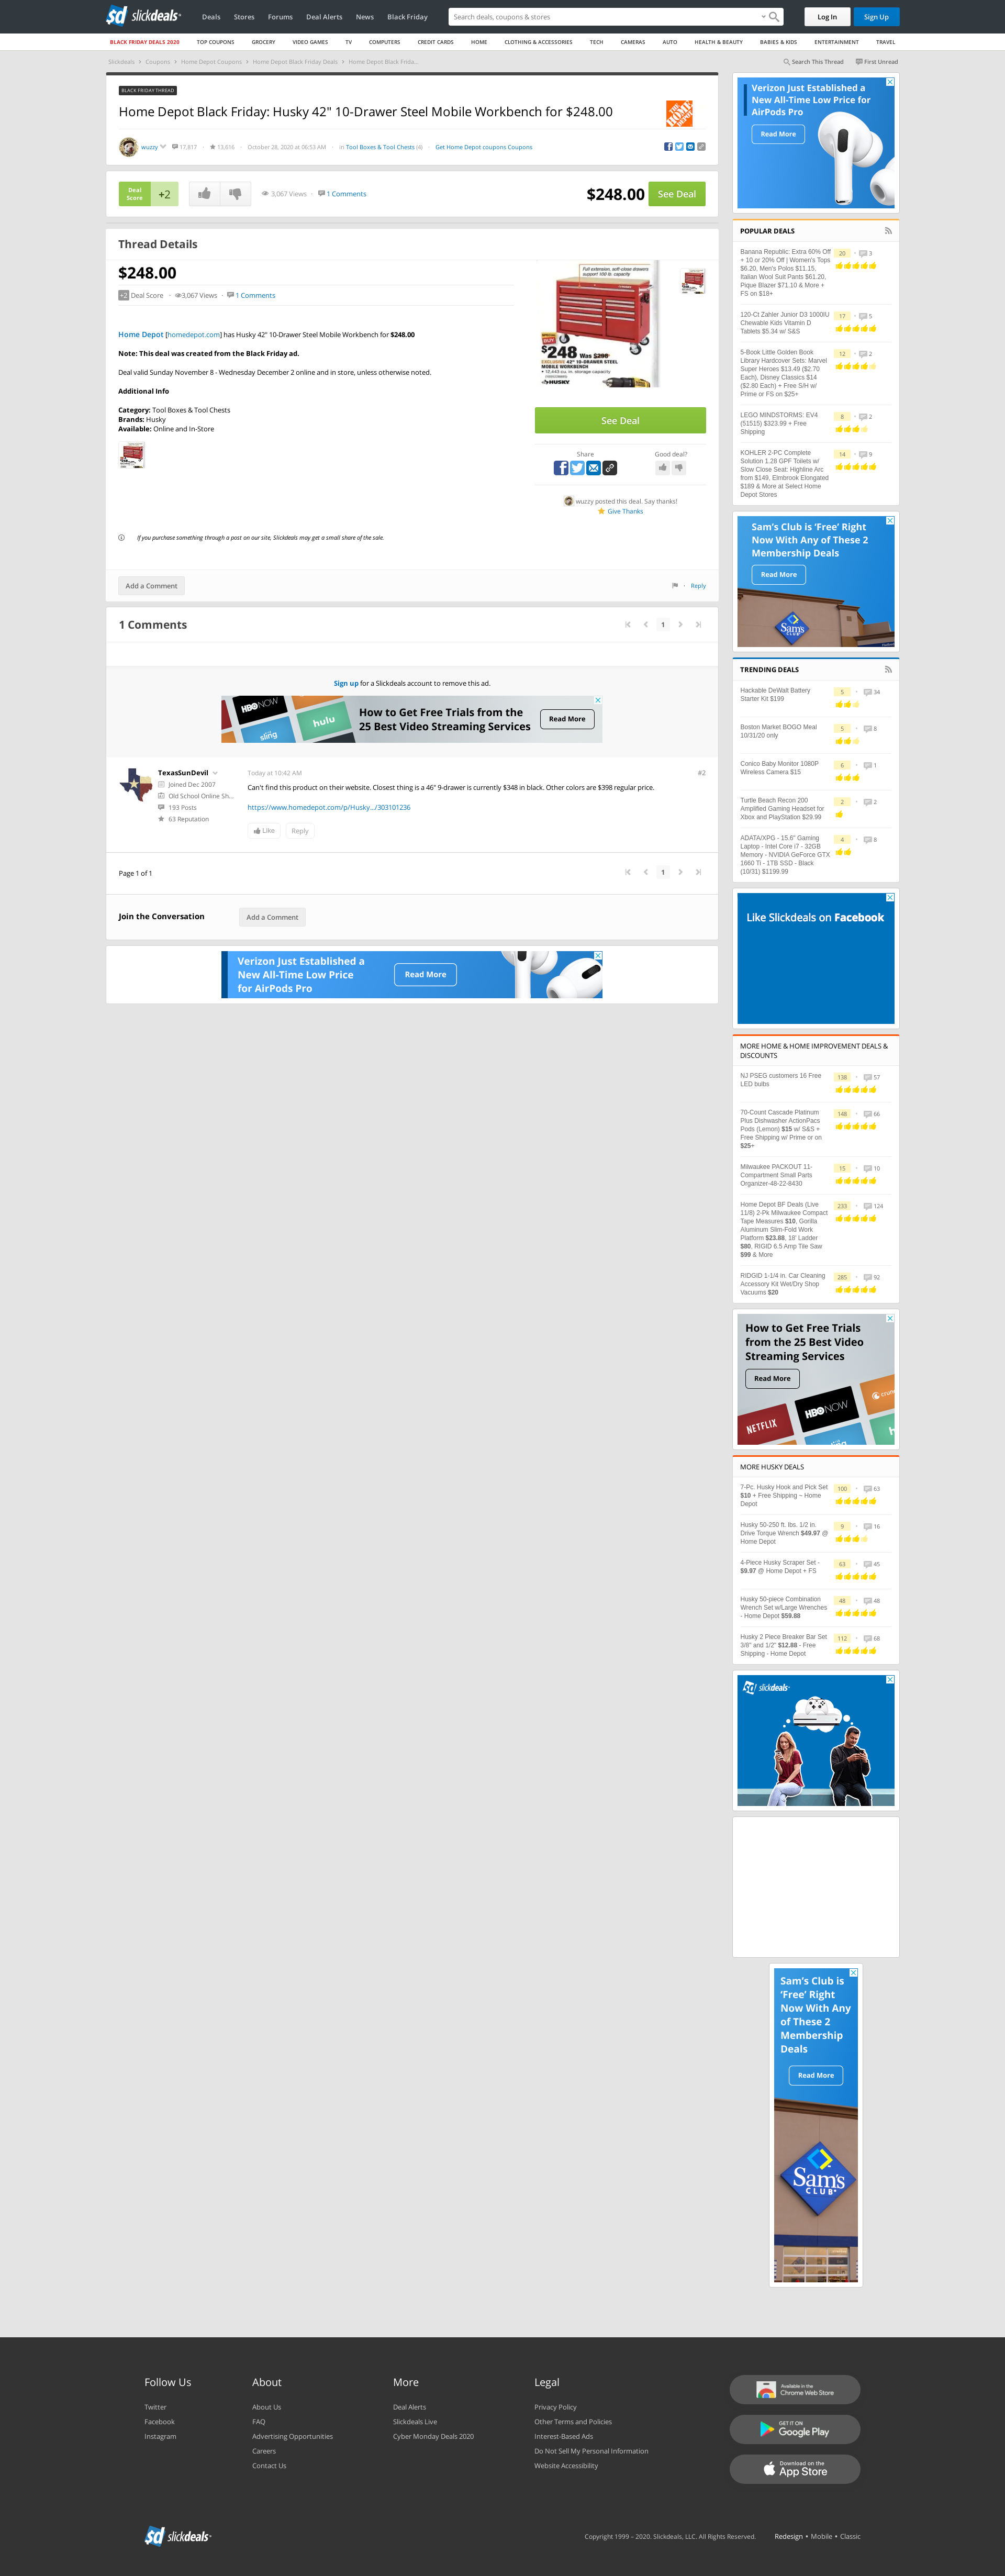 sd slickdeals
Deals
Stores
Forums
Deal Alerts
News
Black Friday
Search deals, coupons & stores
Log In
Sign Up
BLACK FRIDAY DEALS 2020
TOP COUPONS
GROCERY
VIDEO GAMES
TV
COMPUTERS
CREDIT CARDS
HOME
CLOTHING & ACCESSORIES
TECH
CAMERAS
AUTO
HEALTH & BEAUTY
BABIES & KIDS
ENTERTAINMENT
TRAVEL
Slickdeals > Coupons > Home Depot Coupons > Home Depot Black Friday Deals > Home Depot Black Frida...
Search This Thread
First Unread
BLACK FRIDAY THREAD
Home Depot Black Friday: Husky 42" 10-Drawer Steel Mobile Workbench for $248.00
wuzzy 17,817 · 13,616 · October 28, 2020 at 06:53 AM · in Tool Boxes & Tool Chests (4) · Get Home Depot coupons Coupons
Deal
Score
+2
3,067 Views · 1 Comments
$248.00
See Deal
Thread Details
$248.00
+2 Deal Score · 3,067 Views · 1 Comments
Home Depot [homedepot.com] has Husky 42" 10-Drawer Steel Mobile Workbench for $248.00
Note: This deal was created from the Black Friday ad.
Deal valid Sunday November 8 - Wednesday December 2 online and in store, unless otherwise noted.
Additional Info
Category: Tool Boxes & Tool Chests
Brands: Husky
Available: Online and In-Store
Full extension, soft-close drawers
support 100 lb. ea.
$248 Was $298
EXCLUSIVE 42" 10-DRAWER STEEL
MOBILE WORKBENCH
• 12,443 cu. in. storage capacity
HUSKY
See Deal
Share
Good deal?
wuzzy posted this deal. Say thanks!
Give Thanks
If you purchase something through a post on our site, Slickdeals may get a small share of the sale.
Add a Comment
· Reply
1 Comments
1
Sign up for a Slickdeals account to remove this ad.
HBO NOW
hulu
sling
How to Get Free Trials from the
25 Best Video Streaming Services
Read More
TexasSunDevil
Joined Dec 2007
Old School Online Sh...
193 Posts
63 Reputation
Today at 10:42 AM
#2
Can't find this product on their website. Closest thing is a 46" 9-drawer is currently $348 in black. Other colors are $398 regular price.
https://www.homedepot.com/p/Husky.../303101236
Like
Reply
Page 1 of 1
1
Join the Conversation
Add a Comment
Verizon Just Established a
New All-Time Low Price
for AirPods Pro
Read More
Verizon Just Established a
New All-Time Low Price for
AirPods Pro
Read More
POPULAR DEALS
Banana Republic: Extra 60% Off
+ 10 or 20% Off | Women's Tops
$6.20, Men's Polos $11.15,
Italian Wool Suit Pants $61.20,
Pique Blazer $71.10 & More +
FS on $18+
20 · 3
120-Ct Zahler Junior D3 1000IU
Chewable Kids Vitamin D
Tablets $5.34 w/ S&S
17 · 5
5-Book Little Golden Book
Library Hardcover Sets: Marvel
Super Heroes $13.49 ($2.70
Each), Disney Classics $14
($2.80 Each) + Free S/H w/
Prime or FS on $25+
12 · 2
LEGO MINDSTORMS: EV4
(51515) $323.99 + Free
Shipping
8 · 2
KOHLER 2-PC Complete
Solution 1.28 GPF Toilets w/
Slow Close Seat: Highline Arc
from $149, Elmbrook Elongated
$189 & More at Select Home
Depot Stores
14 · 9
Sam's Club is 'Free' Right
Now With Any of These 2
Membership Deals
Read More
Sam's
CLUB
TRENDING DEALS
Hackable DeWalt Battery
Starter Kit $199
5 · 34
Boston Market BOGO Meal
10/31/20 only
5 · 8
Conico Baby Monitor 1080P
Wireless Camera $15
6 · 1
Turtle Beach Recon 200
Amplified Gaming Headset for
Xbox and PlayStation $29.99
2 · 2
ADATA/XPG - 15.6" Gaming
Laptop - Intel Core i7 - 32GB
Memory - NVIDIA GeForce GTX
1660 Ti - 1TB SSD - Black
(10/31) $1199.99
4 · 8
Like Slickdeals on Facebook
MORE HOME & HOME IMPROVEMENT DEALS &
DISCOUNTS
NJ PSEG customers 16 Free
LED bulbs
138 · 57
70-Count Cascade Platinum
Plus Dishwasher ActionPacs
Pods (Lemon) $15 w/ S&S +
Free Shipping w/ Prime or on
$25+
148 · 66
Milwaukee PACKOUT 11-
Compartment Small Parts
Organizer-48-22-8430
15 · 10
Home Depot BF Deals (Live
11/8) 2-Pk Milwaukee Compact
Tape Measures $10, Gorilla
Aluminum Slim-Fold Work
Platform $23.88, 18' Ladder
$80, RIGID 6.5 Amp Tile Saw
$99 & More
233 · 124
RIDGID 1-1/4 in. Car Cleaning
Accessory Kit Wet/Dry Shop
Vacuums $20
285 · 92
How to Get Free Trials
from the 25 Best Video
Streaming Services
Read More
NETFLIX
HBO NOW
sling
MORE HUSKY DEALS
7-Pc. Husky Hook and Pick Set
$10 + Free Shipping ~ Home
Depot
100 · 63
Husky 50-250 ft. lbs. 1/2 in.
Drive Torque Wrench $49.97 @
Home Depot
9 · 16
4-Piece Husky Scraper Set -
$9.97 @ Home Depot + FS
63 · 45
Husky 50-piece Combination
Wrench Set w/Large Wrenches
- Home Depot $59.88
48 · 48
Husky 2 Piece Breaker Bar Set
3/8" and 1/2" $12.88 - Free
Shipping - Home Depot
112 · 68
sd slickdeals
Sam's Club is
'Free' Right
Now With Any
of These 2
Membership
Deals
Read More
Sam's
CLUB
Follow Us
Twitter
Facebook
Instagram
About
About Us
FAQ
Advertising Opportunities
Careers
Contact Us
More
Deal Alerts
Slickdeals Live
Cyber Monday Deals 2020
Legal
Privacy Policy
Other Terms and Policies
Interest-Based Ads
Do Not Sell My Personal Information
Website Accessibility
Available in the
Chrome Web Store
GET IT ON
Google Play
Download on the
App Store
sd slickdeals
Copyright 1999 – 2020. Slickdeals, LLC. All Rights Reserved.
Redesign • Mobile • Classic